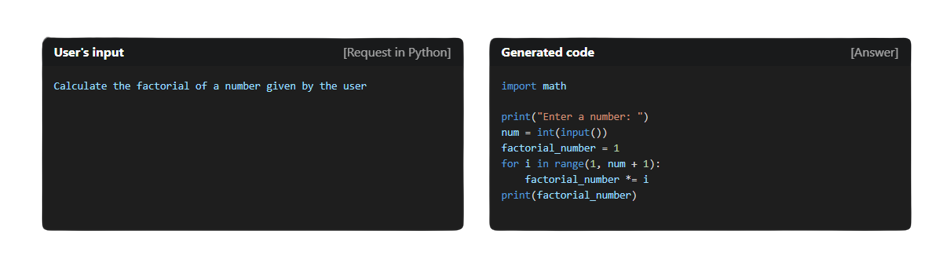 User's input [Request in Python]
Calculate the factorial of a number given by the user
Generated code [Answer]
import math
print("Enter a number: ")
num = int(input())
factorial_number = 1
for i in range(1, num + 1):
    factorial_number *= i
print(factorial_number)